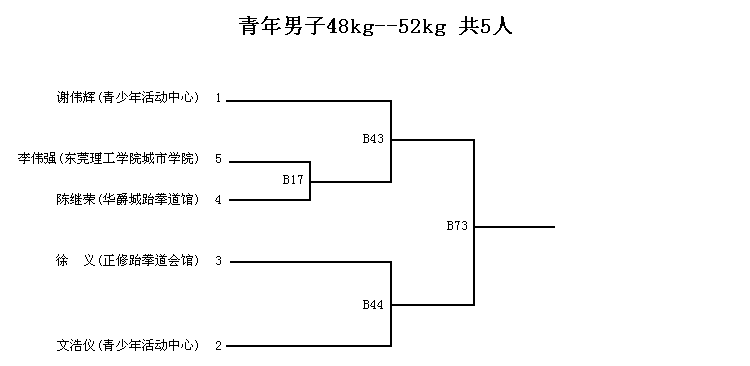 青年男子48kg--52kg 共5人
谢伟辉(青少年活动中心) 1
B43
李伟强(东莞理工学院城市学院) 5
B17
陈继荣(华爵城跆拳道馆) 4
B73
徐 义(正修跆拳道会馆) 3
B44
文浩仪(青少年活动中心) 2